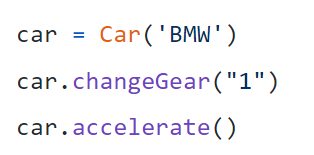 car = Car('BMW')
car.changeGear("1")
car.accelerate()